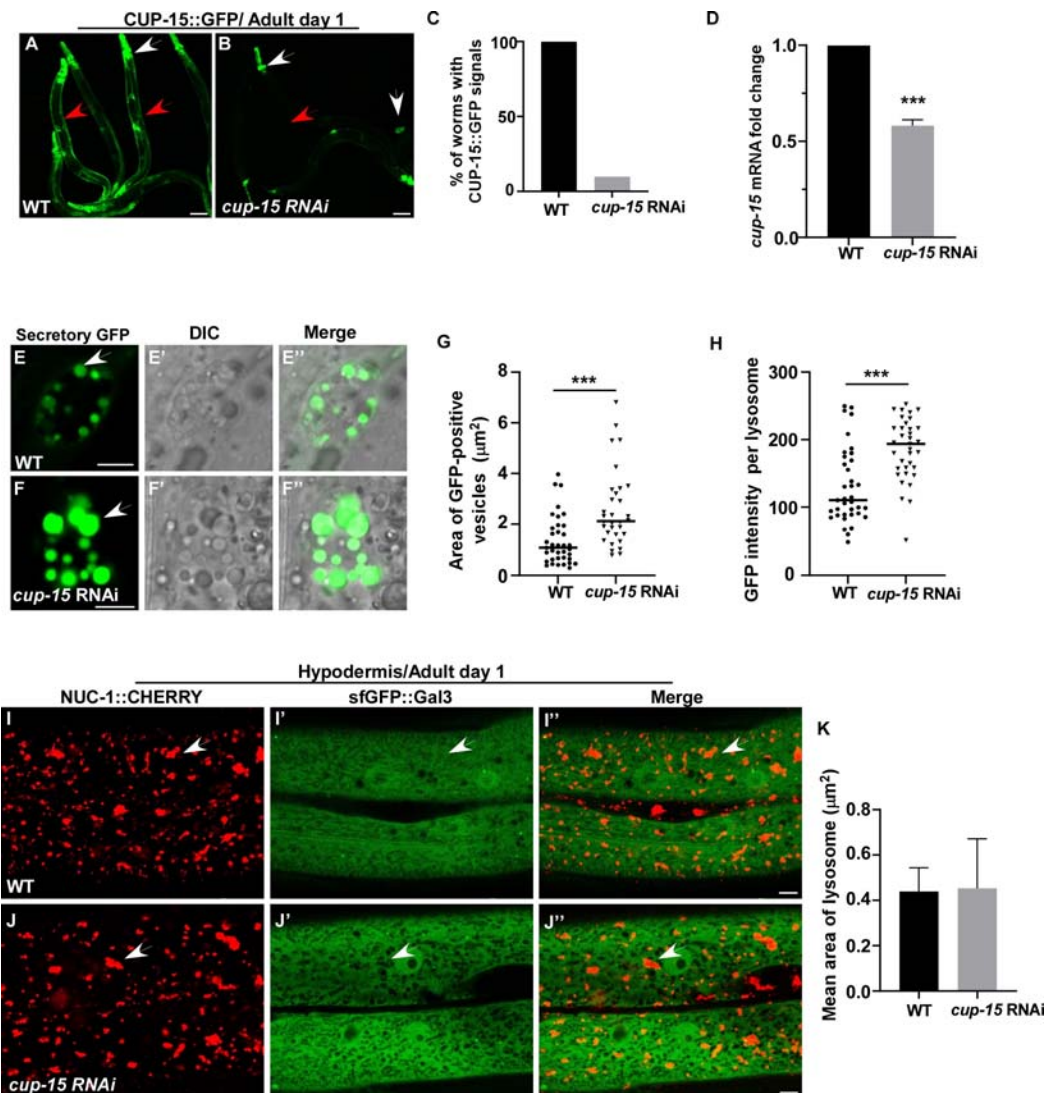 CUP-15::GFP/ Adult day 1
A
WT
B
cup-15 RNAi
C
% of worms with
CUP-15::GFP signals
100
50
0
WT
cup-15 RNAi
D
cup-15 mRNA fold change
1.0
0.5
0.0
***
WT
cup-15 RNAi
Secretory GFP
DIC
Merge
E
WT
E'
E''
F
cup-15 RNAi
F'
F''
G
Area of GFP-positive
vesicles (μm2)
8
6
4
2
0
***
WT
cup-15 RNAi
H
GFP intensity per lysosome
300
200
100
0
***
WT
cup-15 RNAi
Hypodermis/Adult day 1
NUC-1::CHERRY
sfGFP::Gal3
Merge
I
WT
I'
I''
J
cup-15 RNAi
J'
J''
K
Mean area of lysosome (μm2)
0.8
0.6
0.4
0.2
0.0
WT
cup-15 RNAi